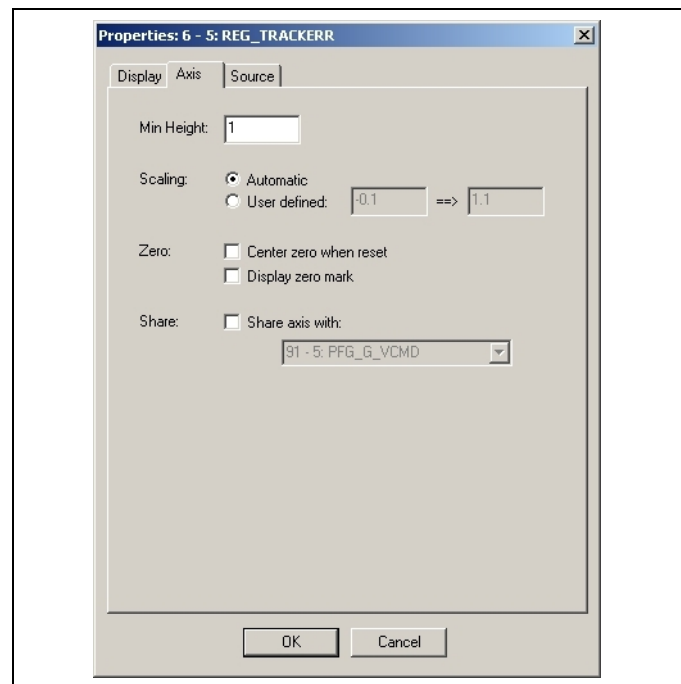 Properties: 6 - 5: REG_TRACKERR
Display Axis Source
Min Height: 1
Scaling: Automatic
User defined: -0.1 ==> 1.1
Zero: Center zero when reset
Display zero mark
Share: Share axis with:
91 - 5: PFG_G_VCMD
OK Cancel